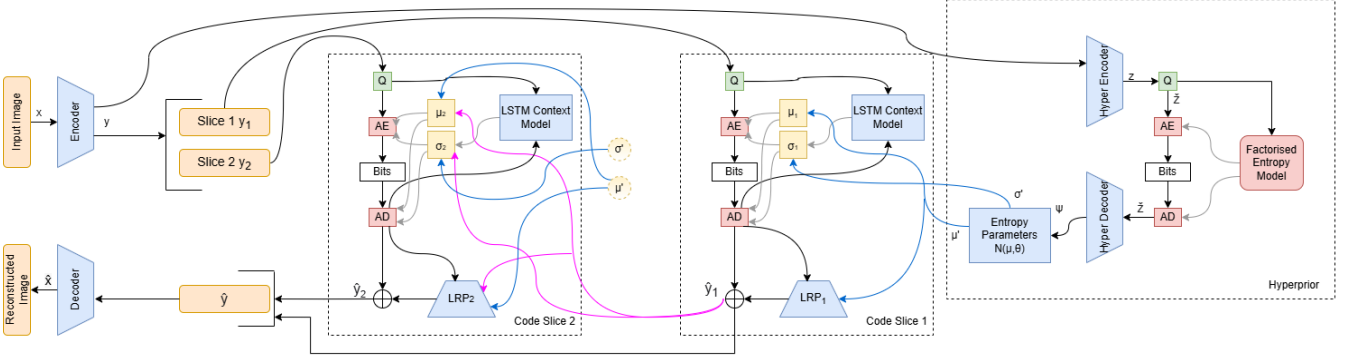 Input Image
x
Encoder
y
Slice 1 y₁
Slice 2 y₂
Q
AE
Bits
AD
μ₂
σ₂
LSTM Context
Model
LRP₂
ŷ₂
Code Slice 2
σ'
μ'
Q
AE
Bits
AD
μ₁
σ₁
LSTM Context
Model
LRP₁
ŷ₁
Code Slice 1
Hyper Encoder
z
Q
z̃
AE
Bits
AD
Factorised
Entropy
Model
z̃
Hyper Decoder
ψ
Entropy
Parameters
N(μ,θ)
σ'
μ'
Hyperprior
ŷ
Decoder
x̂
Reconstructed
Image